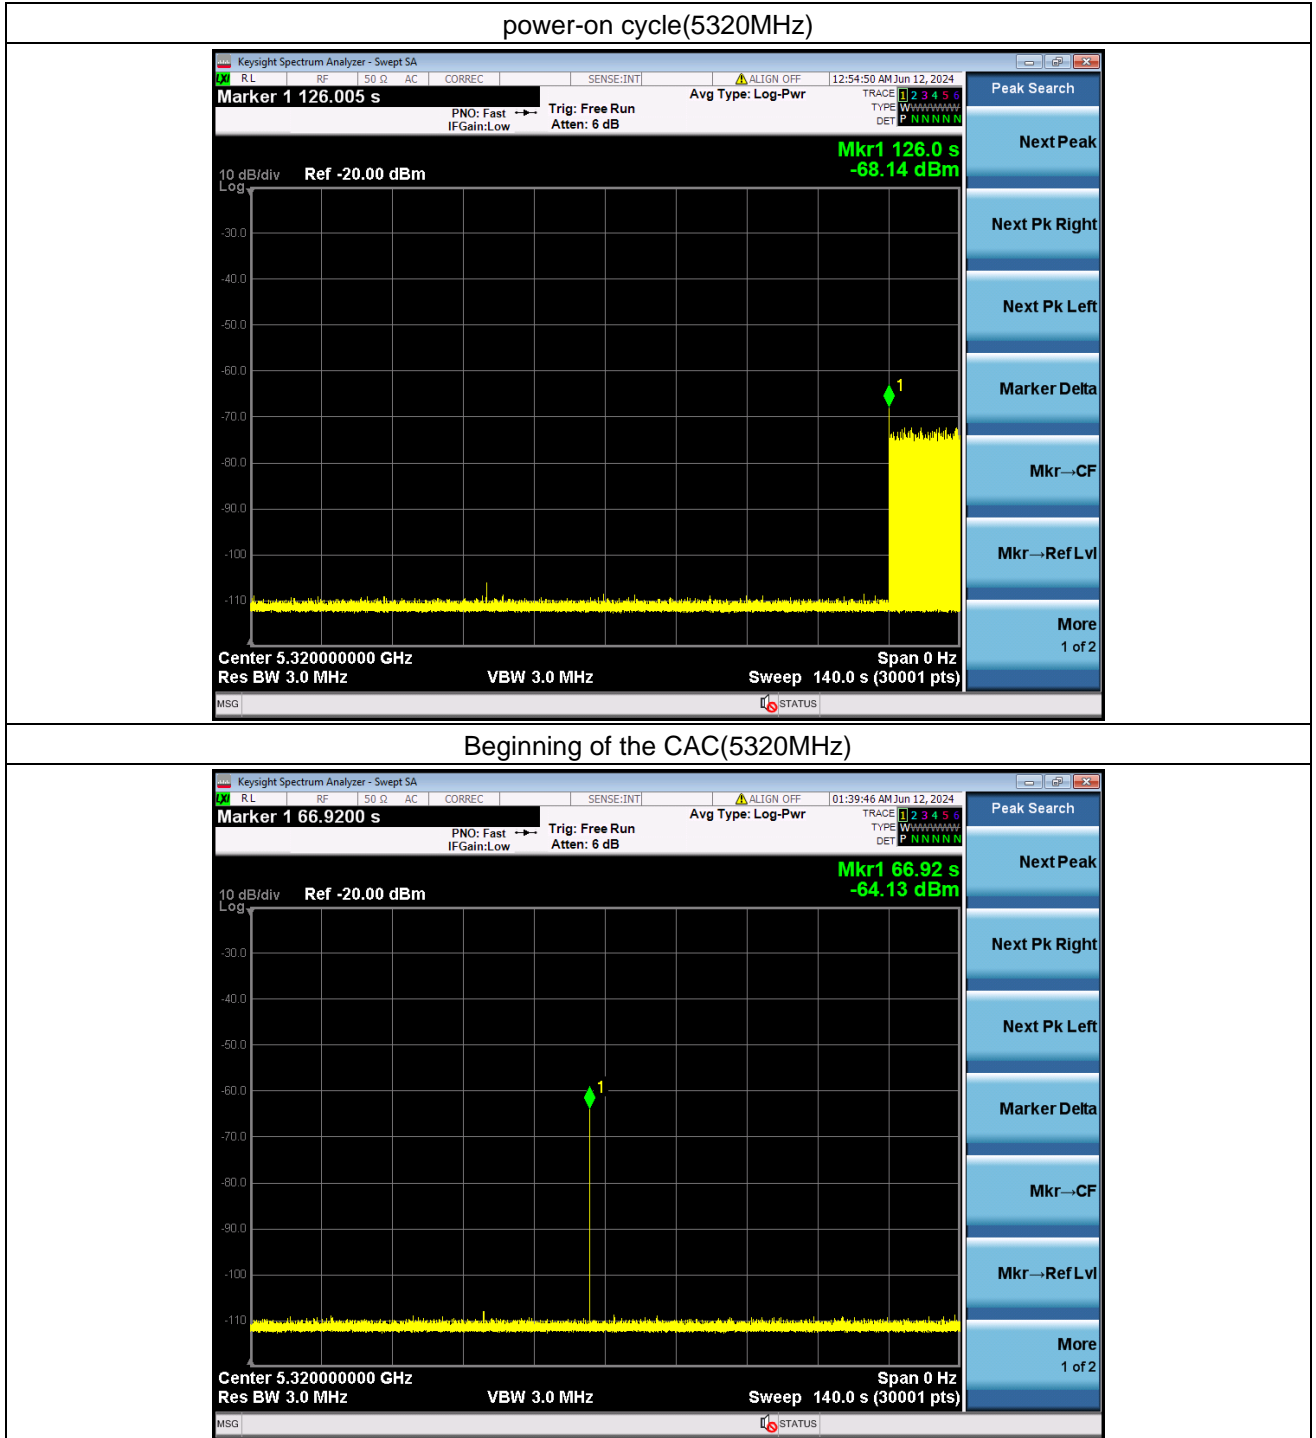 power-on cycle(5320MHz)
Keysight Spectrum Analyzer - Swept SA
LXI RL RF 50 Ω AC CORREC SENSE:INT ALIGN OFF 12:54:50 AM Jun 12, 2024
Marker 1 126.005 s
PNO: Fast
IFGain:Low
Trig: Free Run
Atten: 6 dB
Avg Type: Log-Pwr
TRACE 1 2 3 4 5 6
TYPE WWWWWW
DET P N N N N N
Mkr1 126.0 s
-68.14 dBm
10 dB/div
Log
Ref -20.00 dBm
-30.0
-40.0
-50.0
-60.0
-70.0
-80.0
-90.0
-100
-110
1
Center 5.320000000 GHz
Span 0 Hz
Res BW 3.0 MHz
VBW 3.0 MHz
Sweep 140.0 s (30001 pts)
MSG
STATUS
Peak Search
Next Peak
Next Pk Right
Next Pk Left
Marker Delta
Mkr→CF
Mkr→Ref Lvl
More
1 of 2
Beginning of the CAC(5320MHz)
Keysight Spectrum Analyzer - Swept SA
LXI RL RF 50 Ω AC CORREC SENSE:INT ALIGN OFF 01:39:46 AM Jun 12, 2024
Marker 1 66.9200 s
PNO: Fast
IFGain:Low
Trig: Free Run
Atten: 6 dB
Avg Type: Log-Pwr
TRACE 1 2 3 4 5 6
TYPE WWWWWW
DET P N N N N N
Mkr1 66.92 s
-64.13 dBm
10 dB/div
Log
Ref -20.00 dBm
-30.0
-40.0
-50.0
-60.0
-70.0
-80.0
-90.0
-100
-110
1
Center 5.320000000 GHz
Span 0 Hz
Res BW 3.0 MHz
VBW 3.0 MHz
Sweep 140.0 s (30001 pts)
MSG
STATUS
Peak Search
Next Peak
Next Pk Right
Next Pk Left
Marker Delta
Mkr→CF
Mkr→Ref Lvl
More
1 of 2